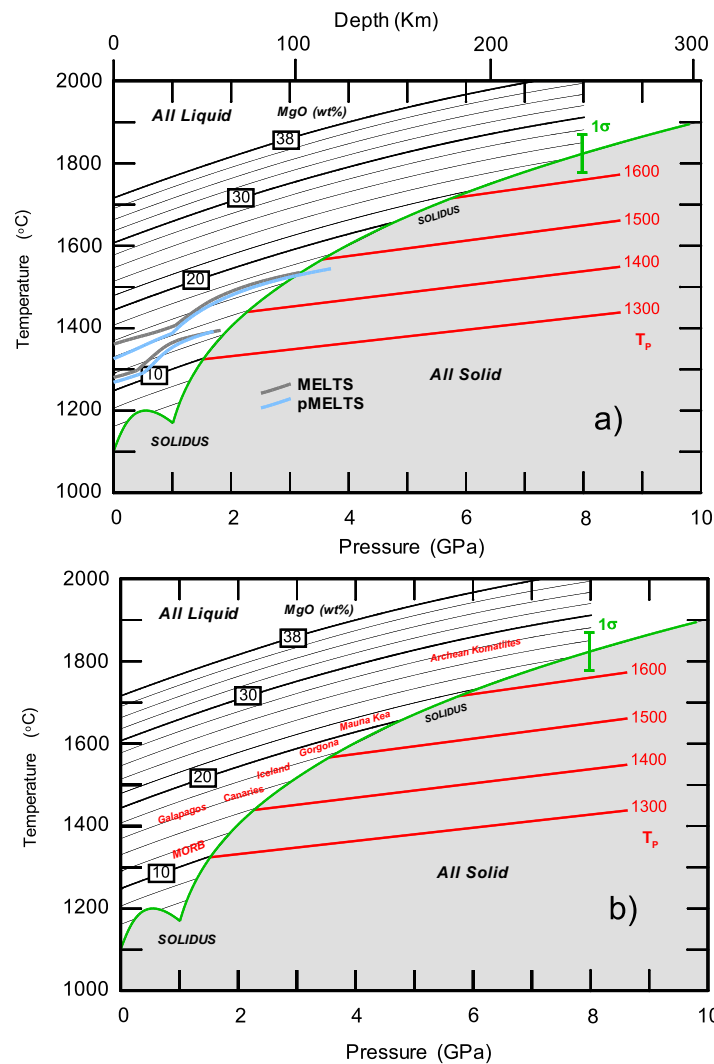 Depth (Km)
0 100 200 300
2000
All Liquid MgO (wt%)
38
1σ
1800
1600
30
SOLIDUS
1500
1600
20
1400
1400
1300
Temperature (°C)
10
MELTS
pMELTS
All Solid
TP
1200
SOLIDUS
a)
1000
0 2 4 6 8 10
Pressure (GPa)
2000
All Liquid MgO (wt%)
38
1σ
Archean Komatiites
1800
1600
30
Mauna Kea
SOLIDUS
1500
Gorgona
1600
20
Iceland
Canaries
Galapagos
1400
1400
MORB
1300
Temperature (°C)
10
All Solid
TP
1200
SOLIDUS
b)
1000
0 2 4 6 8 10
Pressure (GPa)